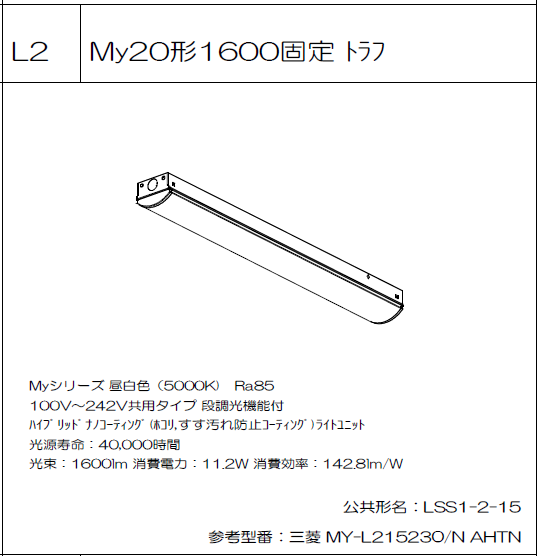 L2
My20形1600固定 ﾄﾗﾌ
Myシリーズ 昼白色（5000K） Ra85
100V～242V共用タイプ 段調光機能付
ﾊｲﾌﾞﾘｯﾄﾞﾅﾉｺｰﾃｨﾝｸﾞ(ﾎｺﾘ,すす汚れ防止ｺｰﾃｨﾝｸﾞ)ﾗｲﾄﾕﾆｯﾄ
光源寿命：40,000時間
光束：1600lm 消費電力：11.2W 消費効率：142.8lm/W
公共形名：LSS1-2-15
参考型番：三菱 MY-L215230/N AHTN